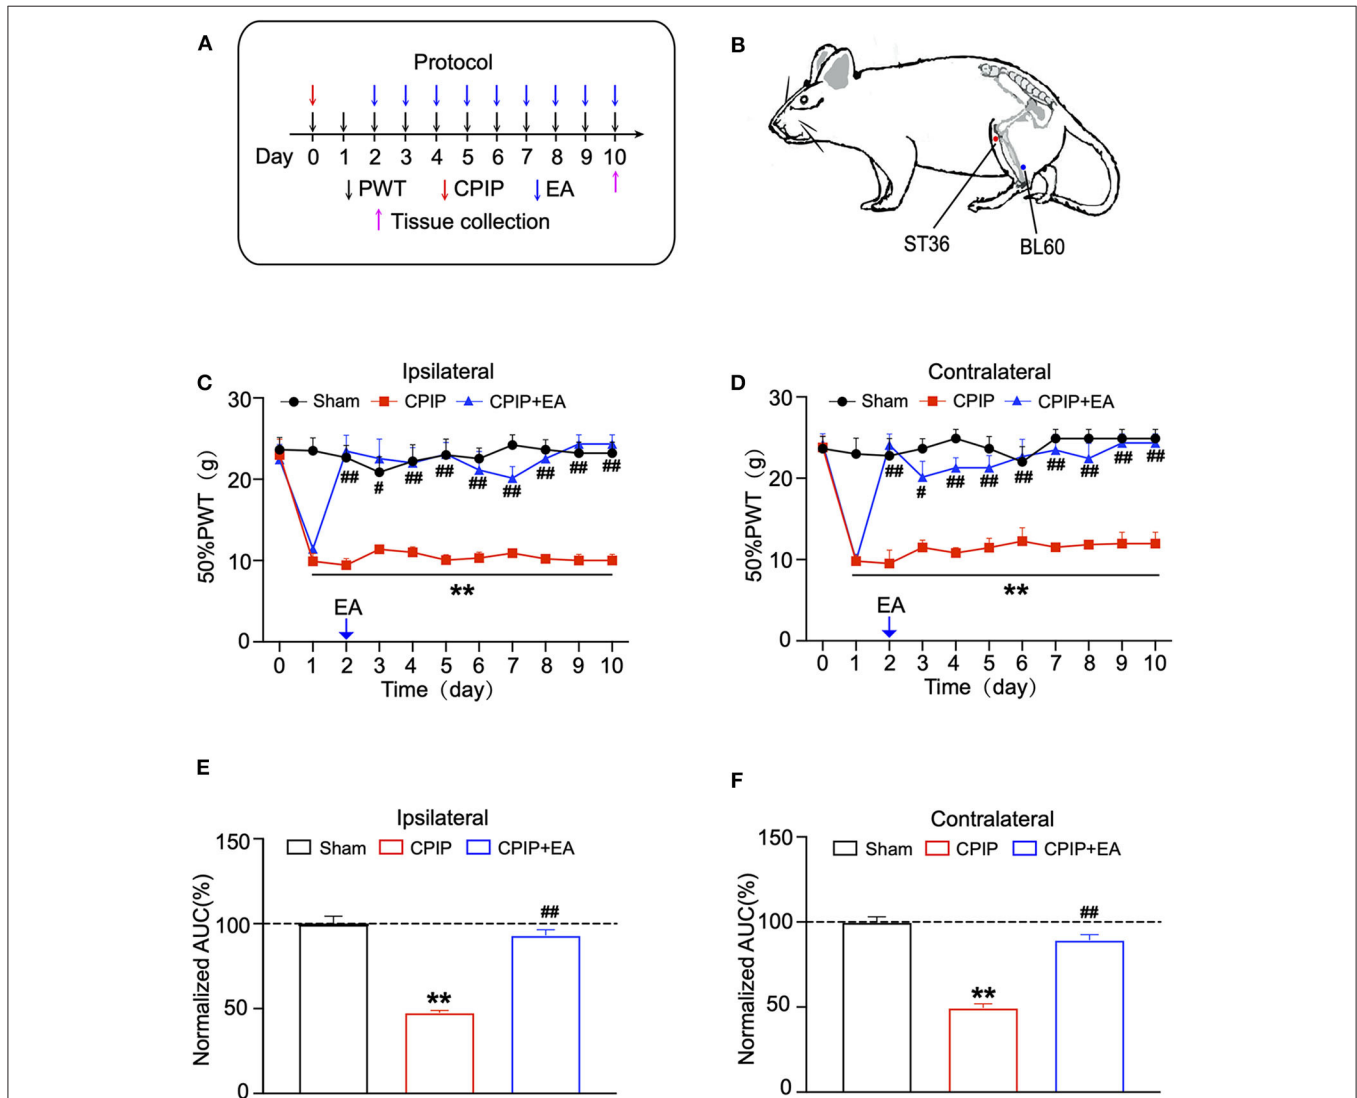 A
Protocol
Day 0 1 2 3 4 5 6 7 8 9 10
↓PWT ↓CPIP ↓EA
↑ Tissue collection
B
ST36
BL60
C
Ipsilateral
Sham CPIP CPIP+EA
50%PWT (g)
30
20
10
0
## # ## ## ## ## ## ## ##
**
EA
0 1 2 3 4 5 6 7 8 9 10
Time（day）
D
Contralateral
Sham CPIP CPIP+EA
50%PWT (g)
30
20
10
0
## # ## ## ## ## ## ## ##
**
EA
0 1 2 3 4 5 6 7 8 9 10
Time（day）
E
Ipsilateral
Sham CPIP CPIP+EA
Normalized AUC(%)
150
100
50
0
**
##
F
Contralateral
Sham CPIP CPIP+EA
Normalized AUC(%)
150
100
50
0
**
##